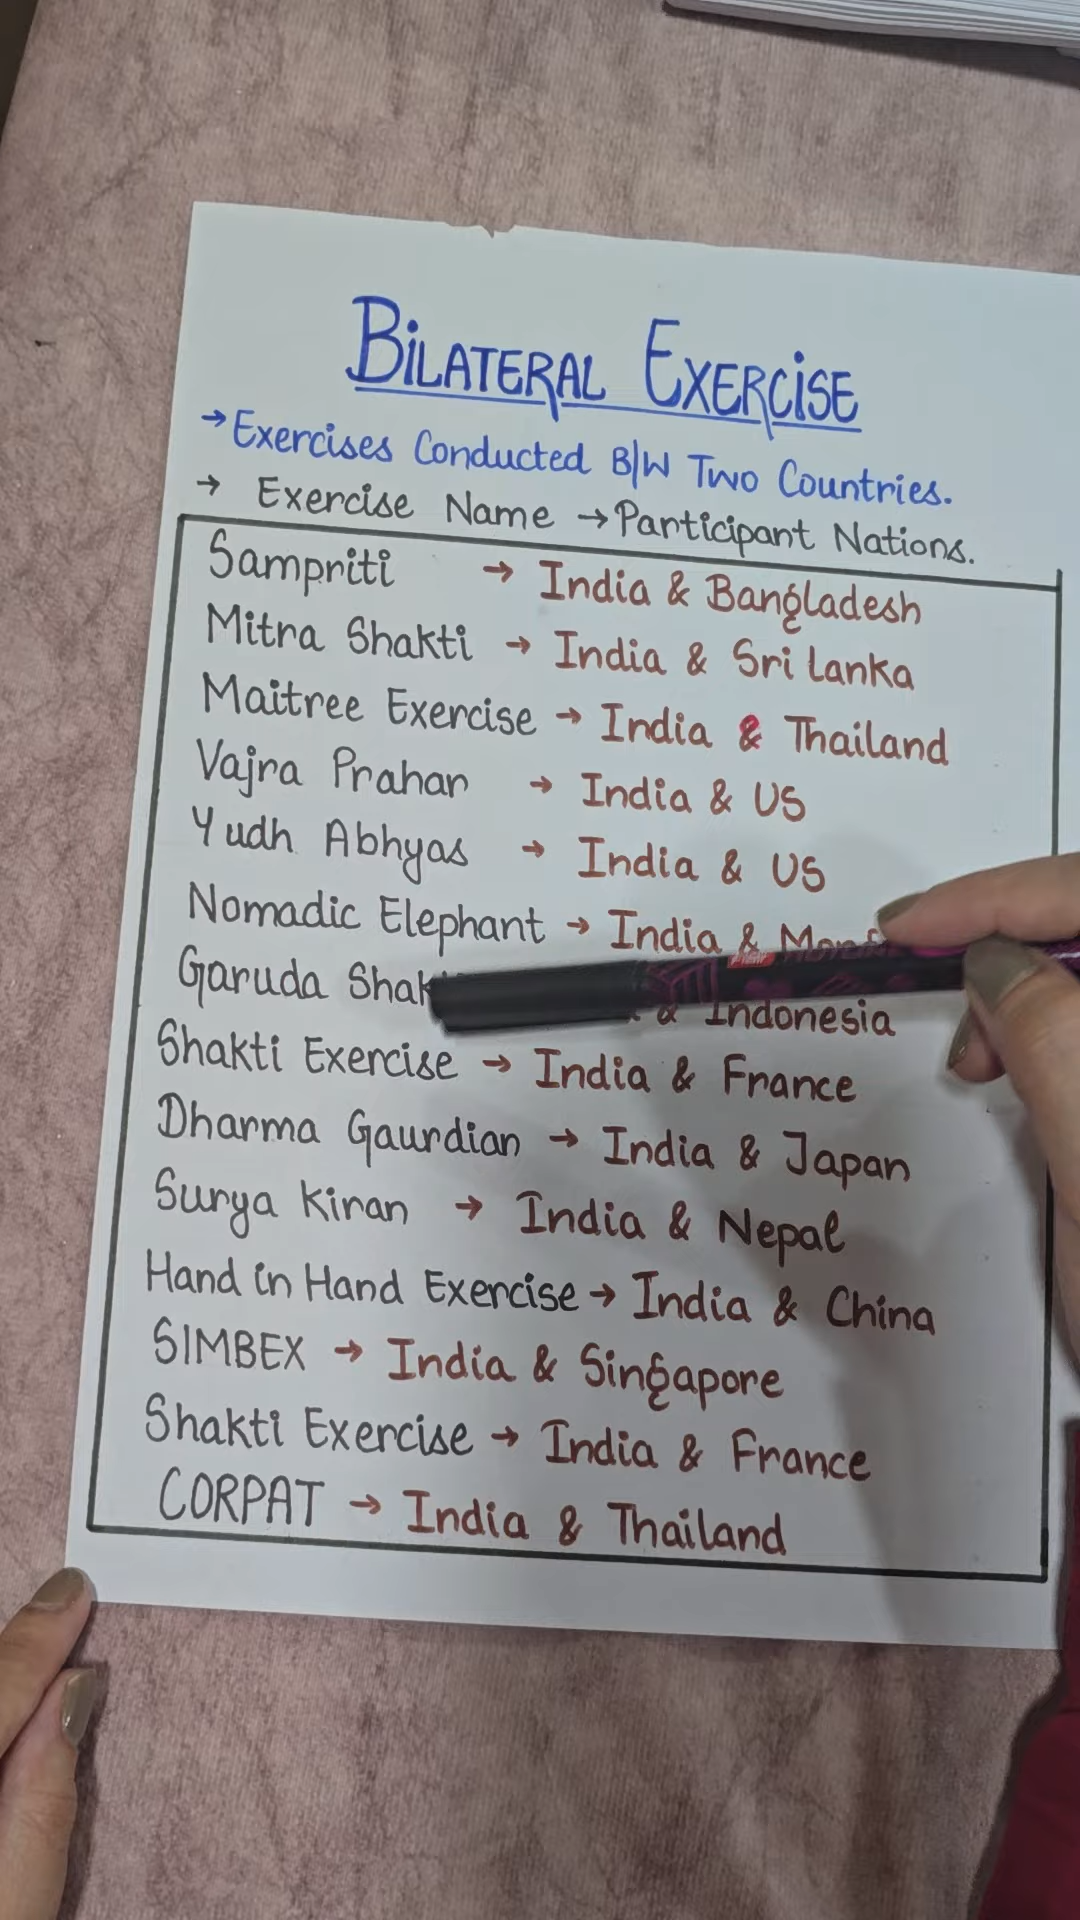 BILATERAL EXERCISE
→ Exercises Conducted B/W Two Countries.
→ Exercise Name → Participant Nations.
Sampriti → India & Bangladesh
Mitra Shakti → India & Sri Lanka
Maitree Exercise → India & Thailand
Vajra Prahar → India & US
Yudh Abhyas → India & US
Nomadic Elephant → India &
Garuda & Indonesia
Shakti Exercise → India & France
Dharma Gaurdian → India & Japan
Surya Kiran → India & Nepal
Hand in Hand Exercise → India & China
SIMBEX → India & Singapore
Shakti Exercise → India & France
CORPAT → India & Thailand